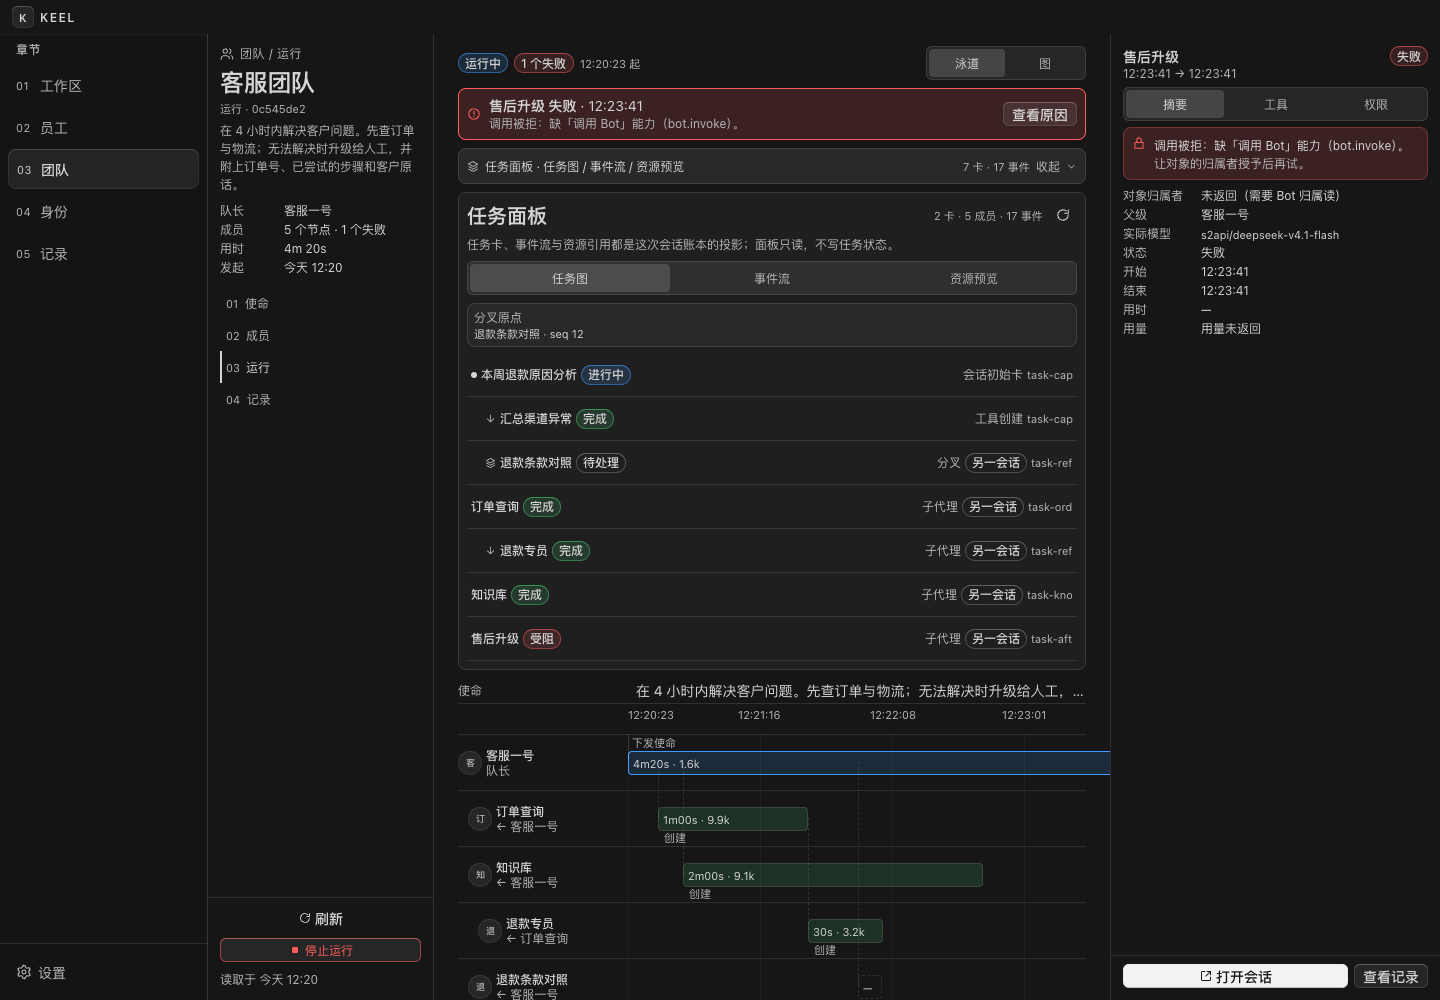 K KEEL
章节
01 工作区
02 员工
03 团队
04 身份
05 记录
设置
团队 / 运行
客服团队
运行 · 0c545de2
在 4 小时内解决客户问题。先查订单
与物流；无法解决时升级给人工，并
附上订单号、已尝试的步骤和客户原
话。
队长 客服一号
成员 5 个节点 · 1 个失败
用时 4m 20s
发起 今天 12:20
01 使命
02 成员
03 运行
04 记录
刷新
停止运行
读取于 今天 12:20
运行中 1 个失败 12:20:23 起
泳道 图
售后升级 失败 · 12:23:41
调用被拒：缺「调用 Bot」能力（bot.invoke）。
查看原因
任务面板 · 任务图 / 事件流 / 资源预览 7 卡 · 17 事件 收起
任务面板 2 卡 · 5 成员 · 17 事件
任务卡、事件流与资源引用都是这次会话账本的投影；面板只读，不写任务状态。
任务图 事件流 资源预览
分叉原点
退款条款对照 · seq 12
本周退款原因分析 进行中 会话初始卡 task-cap
↓ 汇总渠道异常 完成 工具创建 task-cap
退款条款对照 待处理 分叉 另一会话 task-ref
订单查询 完成 子代理 另一会话 task-ord
↓ 退款专员 完成 子代理 另一会话 task-ref
知识库 完成 子代理 另一会话 task-kno
售后升级 受阻 子代理 另一会话 task-aft
使命 在 4 小时内解决客户问题。先查订单与物流；无法解决时升级给人工，...
12:20:23 12:21:16 12:22:08 12:23:01
下发使命
客 客服一号
队长
4m20s · 1.6k
订 订单查询
← 客服一号
1m00s · 9.9k
创建
知 知识库
← 客服一号
2m00s · 9.1k
创建
退 退款专员
← 订单查询
30s · 3.2k
创建
退 退款条款对照
← 客服一号
—
售后升级 失败
12:23:41 → 12:23:41
摘要 工具 权限
调用被拒：缺「调用 Bot」能力（bot.invoke）。
让对象的归属者授予后再试。
对象归属者 未返回（需要 Bot 归属读）
父级 客服一号
实际模型 s2api/deepseek-v4.1-flash
状态 失败
开始 12:23:41
结束 12:23:41
用时 —
用量 用量未返回
打开会话 查看记录